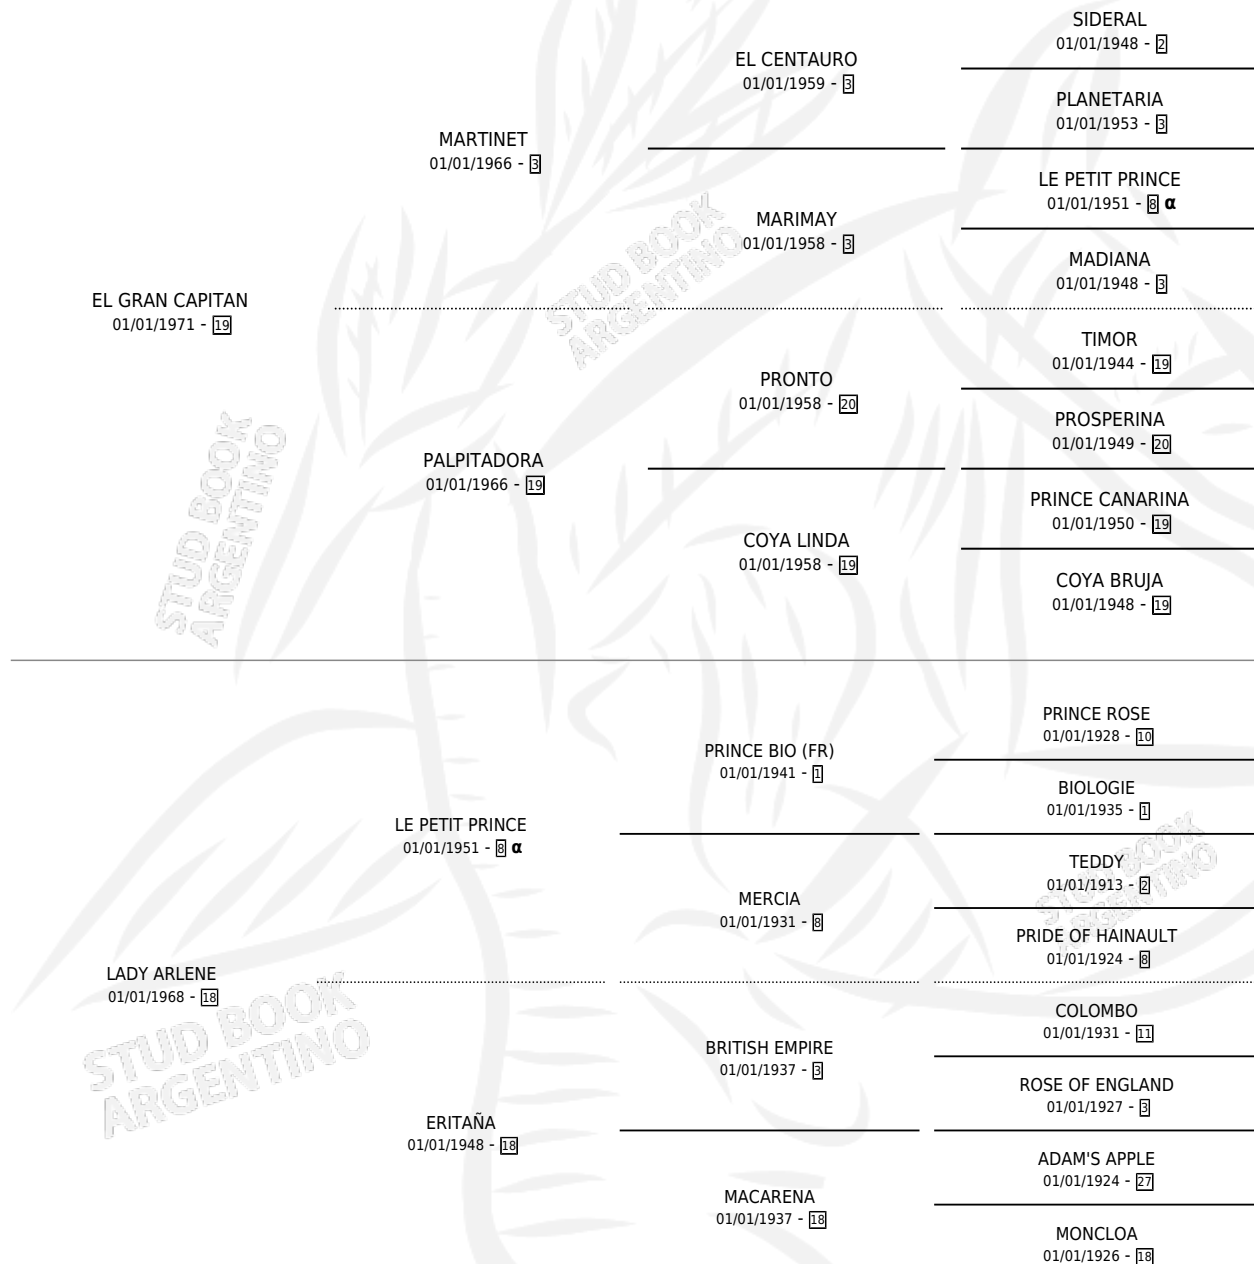 SIDERAL
01/01/1948 - 2
EL CENTAURO
01/01/1959 - 3
PLANETARIA
01/01/1953 - 3
MARTINET
01/01/1966 - 3
LE PETIT PRINCE
01/01/1951 - 8 α
MARIMAY
01/01/1958 - 3
MADIANA
01/01/1948 - 3
EL GRAN CAPITAN
01/01/1971 - 19
TIMOR
01/01/1944 - 19
PRONTO
01/01/1958 - 20
PROSPERINA
01/01/1949 - 20
PALPITADORA
01/01/1966 - 19
PRINCE CANARINA
01/01/1950 - 19
COYA LINDA
01/01/1958 - 19
COYA BRUJA
01/01/1948 - 19
STUD BOOK
ARGENTINO
STUD BOOK
ARGENTINO
PRINCE ROSE
01/01/1928 - 10
PRINCE BIO (FR)
01/01/1941 - 1
BIOLOGIE
01/01/1935 - 1
LE PETIT PRINCE
01/01/1951 - 8 α
TEDDY
01/01/1913 - 2
MERCIA
01/01/1931 - 8
PRIDE OF HAINAULT
01/01/1924 - 8
LADY ARLENE
01/01/1968 - 18
COLOMBO
01/01/1931 - 11
BRITISH EMPIRE
01/01/1937 - 3
ROSE OF ENGLAND
01/01/1927 - 3
ERITAÑA
01/01/1948 - 18
ADAM'S APPLE
01/01/1924 - 27
MACARENA
01/01/1937 - 18
MONCLOA
01/01/1926 - 18
STUD BOOK
ARGENTINO
STUD BOOK
ARGENTINO